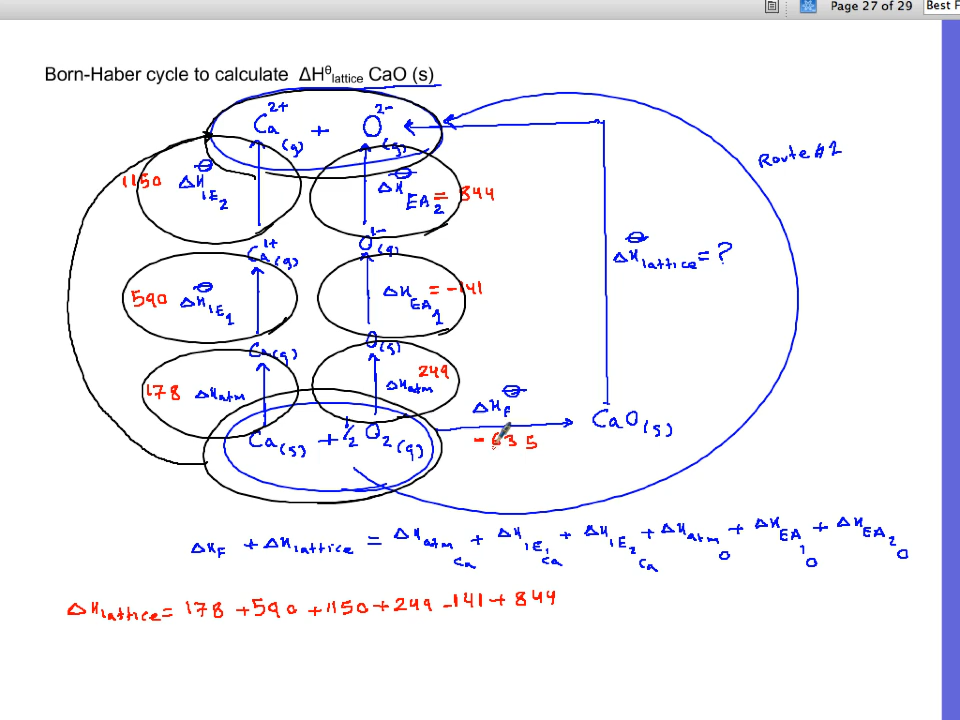 Page 27 of 29 Best F
Born-Haber cycle to calculate ΔHθlattice CaO (s)
Ca2+(g) + O2-(g)
Route #2
1150 ΔHθIE2
ΔHθEA2 = 844
Ca1+(g) O1-(g)
ΔHθlattice = ?
590 ΔHθIE1
ΔHEA1 = -141
Ca(g) O(g)
178 ΔHatm
ΔHatm 249
ΔHθF
-635
CaO(s)
Ca(s) + ½ O2(g)
ΔHF + ΔHlattice = ΔHatm Ca + ΔHIE1 Ca + ΔHIE2 Ca + ΔHatm O + ΔHEA1 O + ΔHEA2 O
ΔHlattice = 178 + 590 + 1150 + 249 - 141 + 844